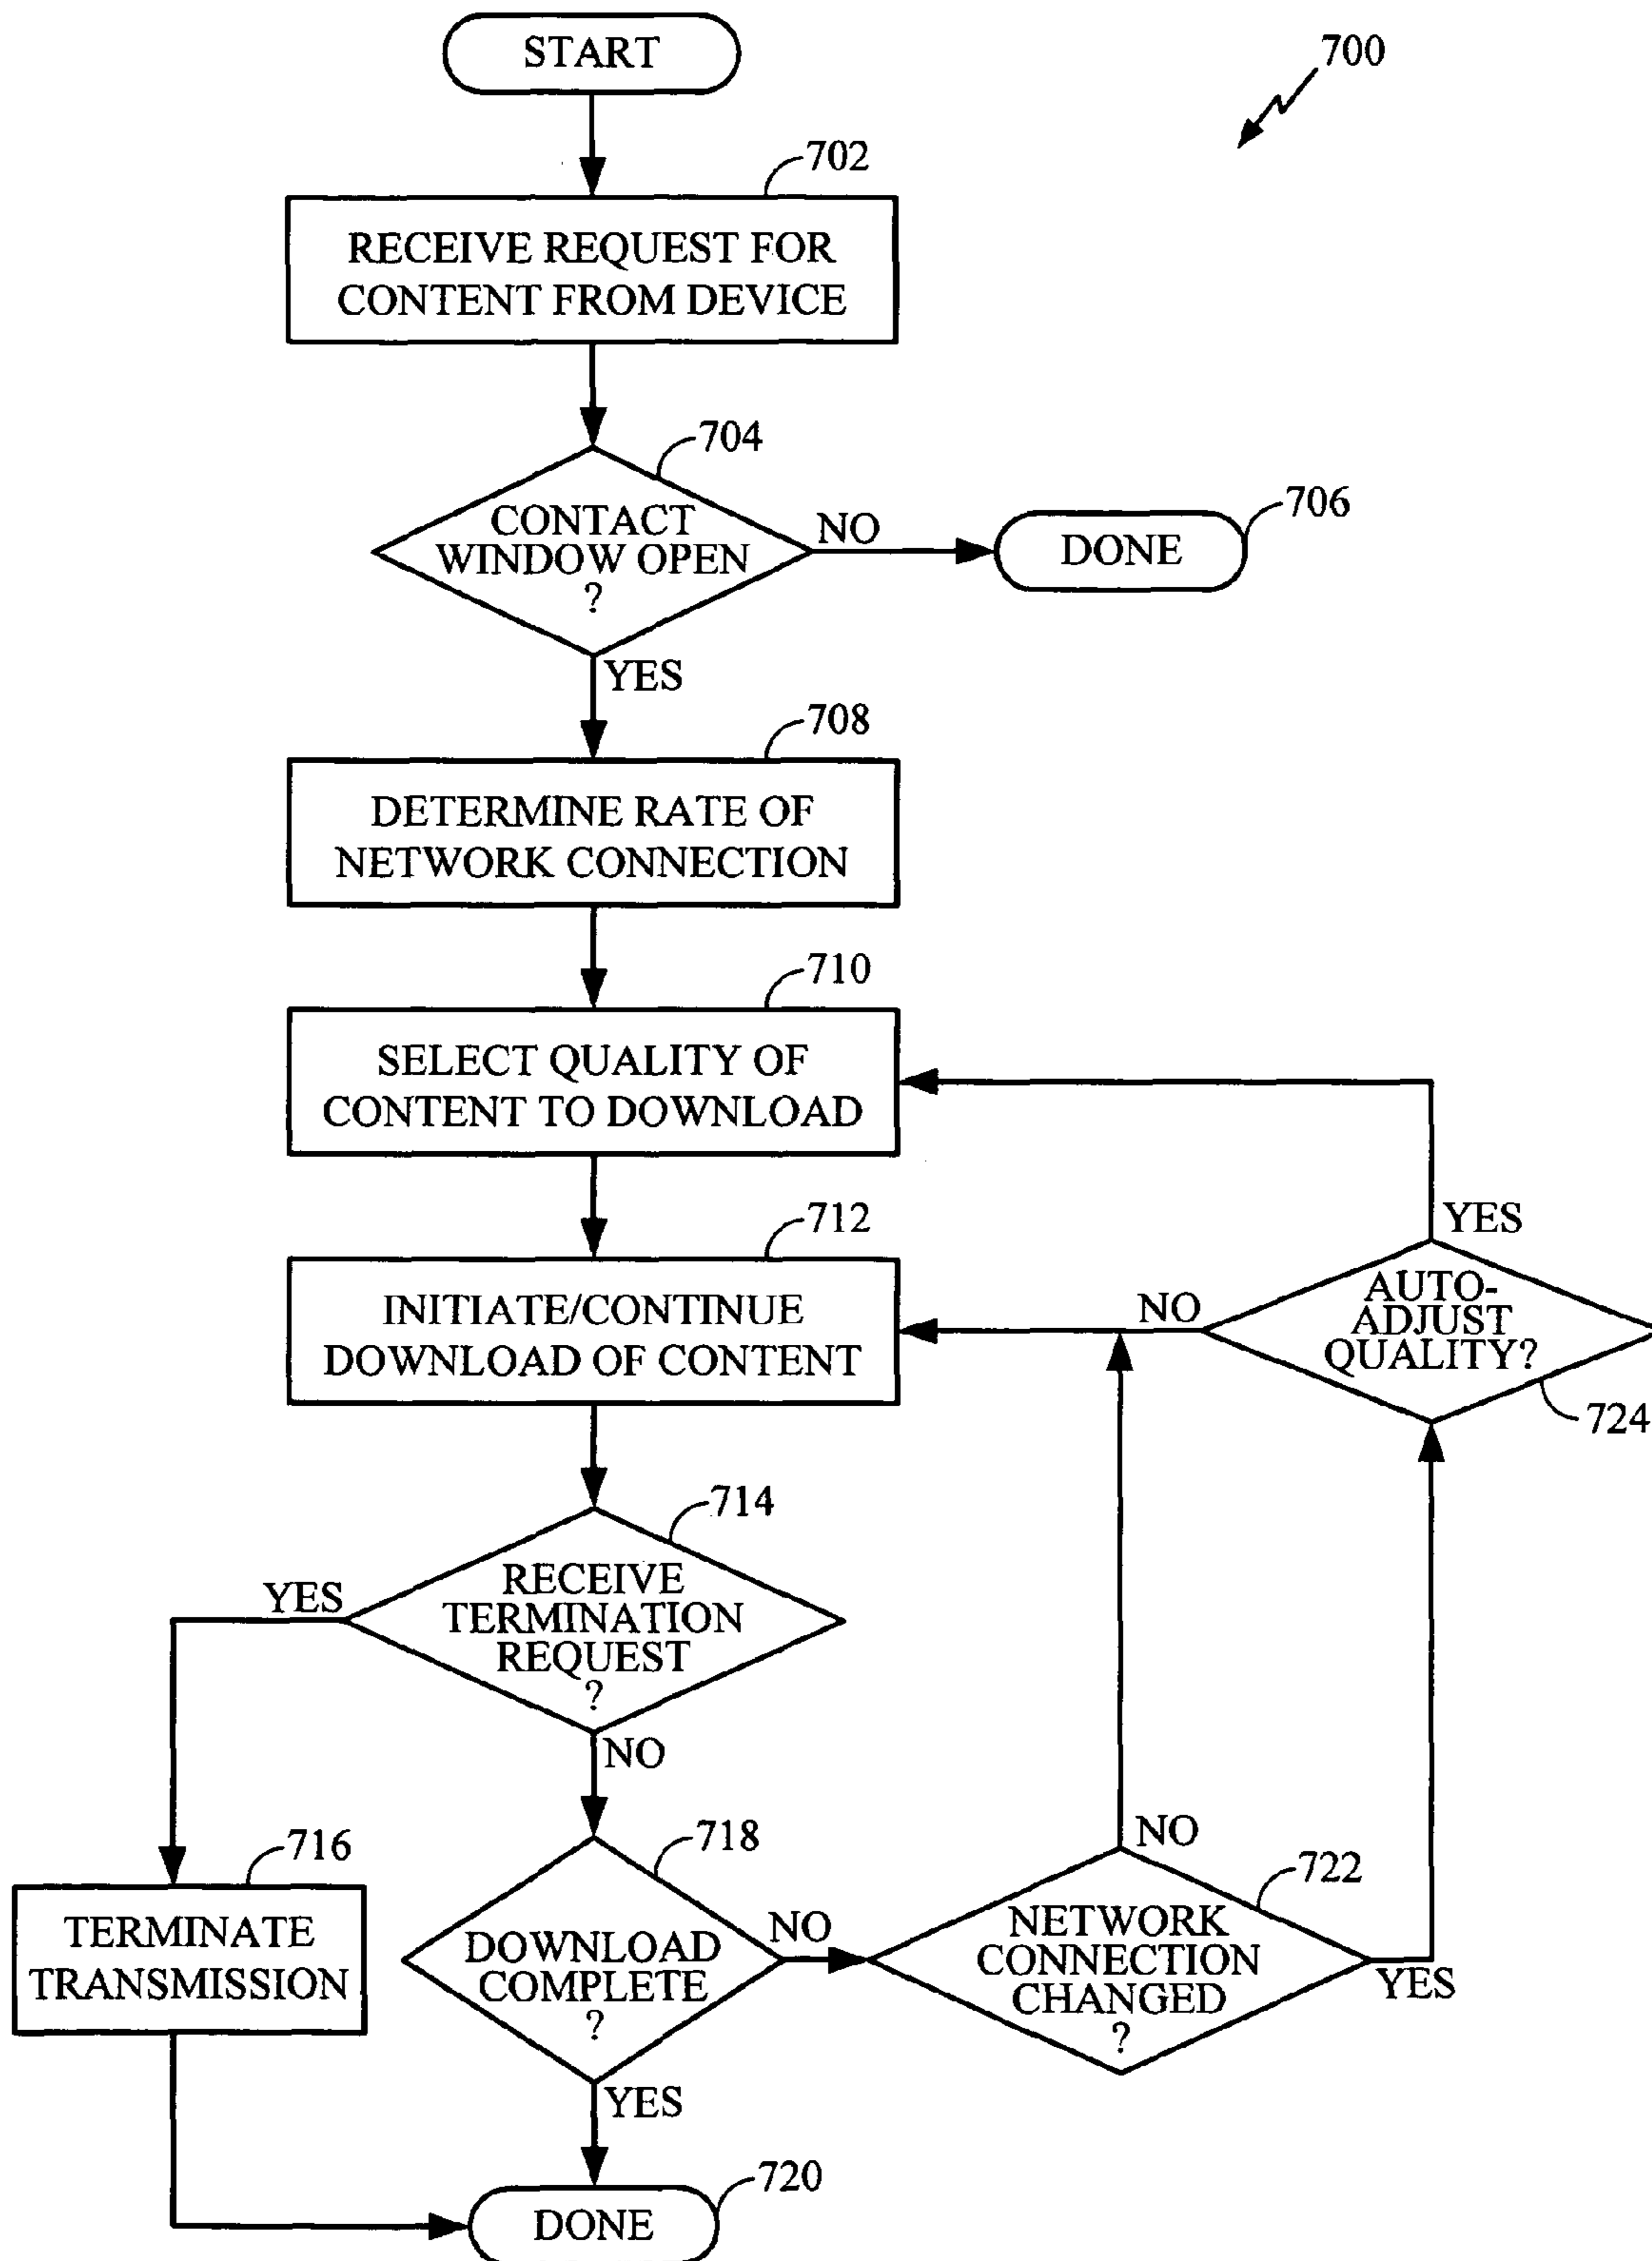 START
700
702
RECEIVE REQUEST FOR
CONTENT FROM DEVICE
704
CONTACT
WINDOW OPEN
?
NO
706
DONE
YES
708
DETERMINE RATE OF
NETWORK CONNECTION
710
SELECT QUALITY OF
CONTENT TO DOWNLOAD
712
INITIATE/CONTINUE
DOWNLOAD OF CONTENT
YES
NO
AUTO-
ADJUST
QUALITY?
724
714
RECEIVE
TERMINATION
REQUEST
?
YES
NO
716
TERMINATE
TRANSMISSION
718
DOWNLOAD
COMPLETE
?
NO
YES
722
NETWORK
CONNECTION
CHANGED
?
NO
YES
720
DONE